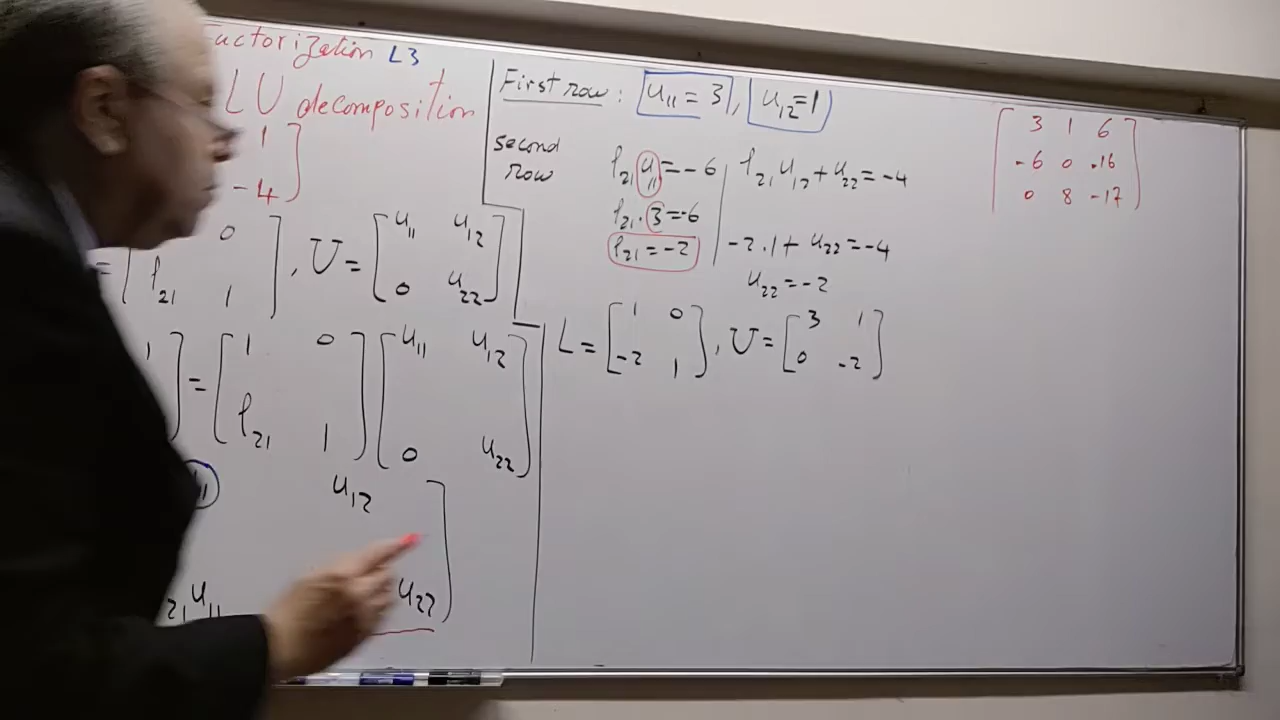 Factorization L3
LU decomposition
1
-4
= [ 0
l21 1 ] , U = [ u11 u12
0 u22 ]
1 ] = [ 1 0
l21 1 ] [ u11 u12
0 u22 ]
u12
21 u11 u22
First row : u11 = 3 , u12 = 1
second row
l21 u11 = -6
l21 . 3 = -6
l21 = -2
l21 u12 + u22 = -4
-2 . 1 + u22 = -4
u22 = -2
L = [ 1 0
-2 1 ] , U = [ 3 1
0 -2 ]
3 1 6
-6 0 -16
0 8 -17